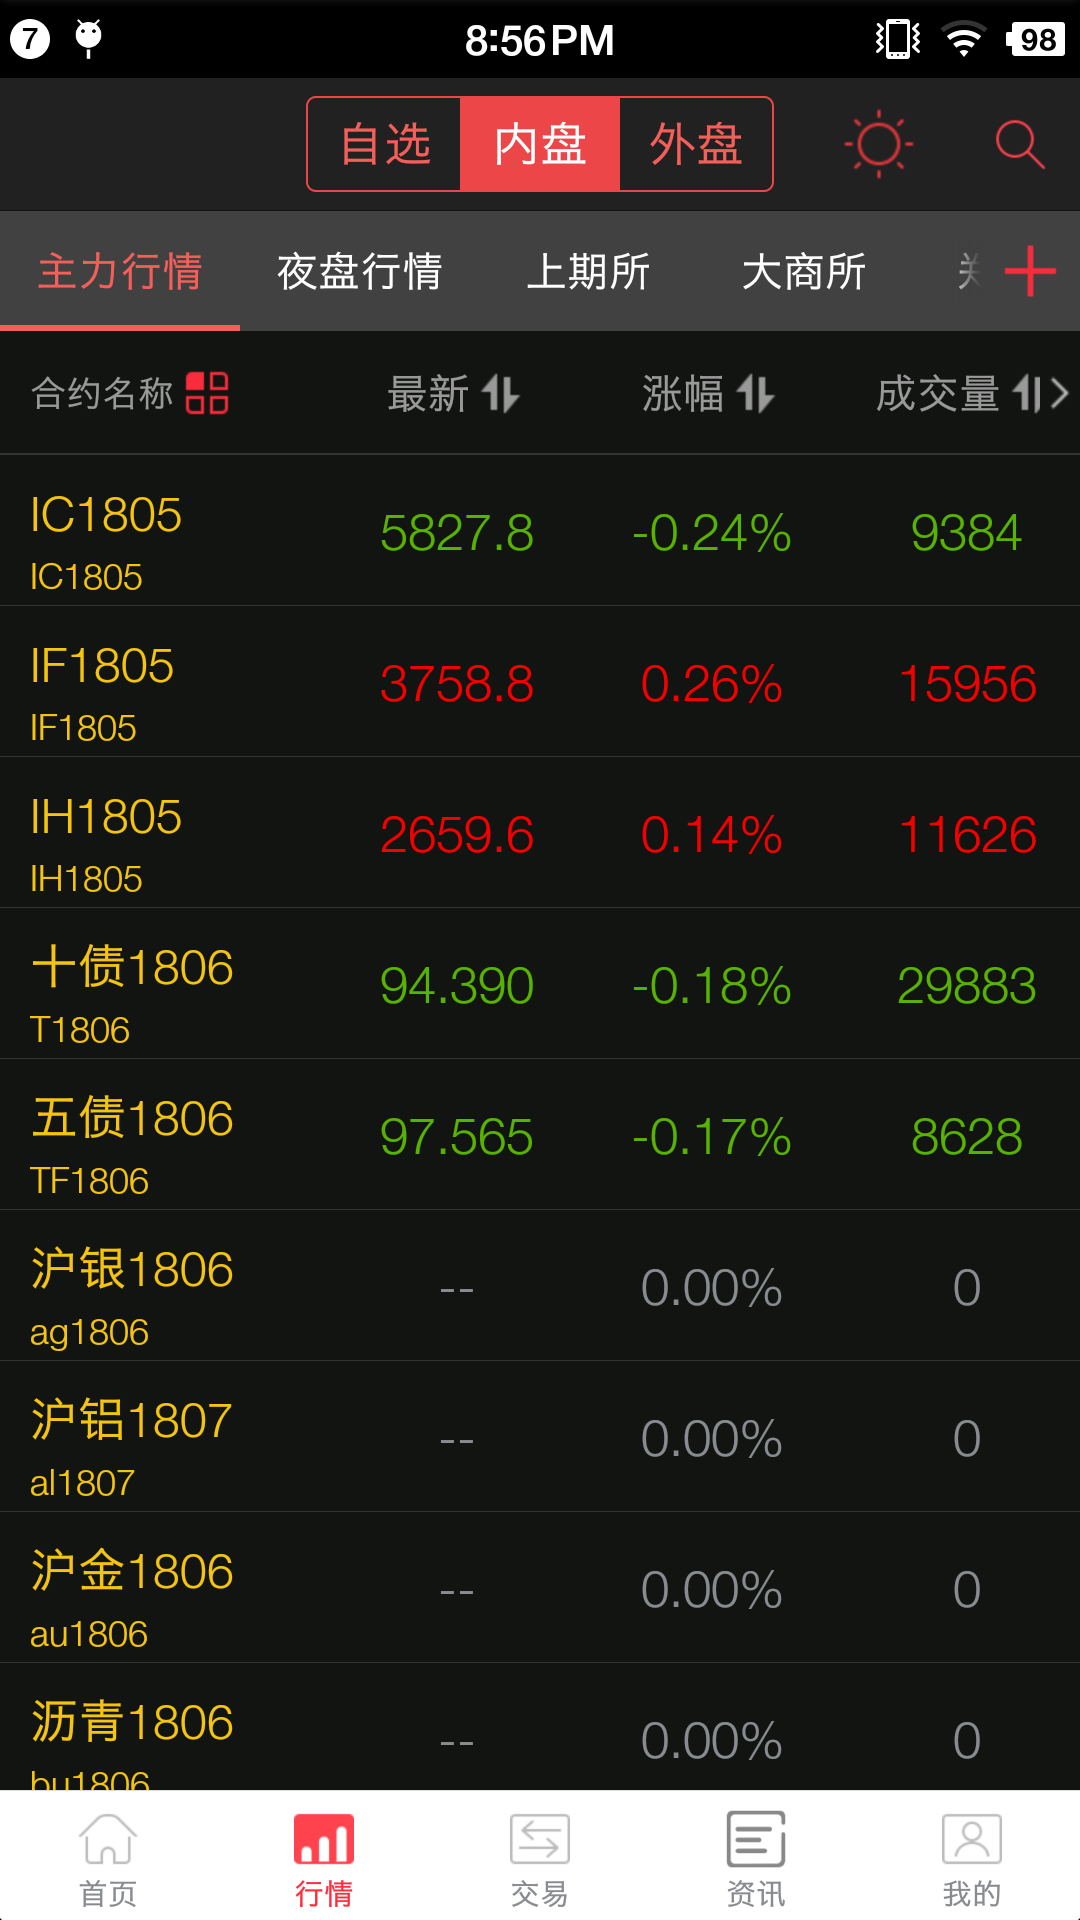 7 8:56PM 98
自选 内盘 外盘
主力行情 夜盘行情 上期所 大商所
合约名称 最新 涨幅 成交量
IC1805 5827.8 -0.24% 9384
IC1805
IF1805 3758.8 0.26% 15956
IF1805
IH1805 2659.6 0.14% 11626
IH1805
十债1806 94.390 -0.18% 29883
T1806
五债1806 97.565 -0.17% 8628
TF1806
沪银1806 -- 0.00% 0
ag1806
沪铝1807 -- 0.00% 0
al1807
沪金1806 -- 0.00% 0
au1806
沥青1806 -- 0.00% 0
bu1806
首页 行情 交易 资讯 我的